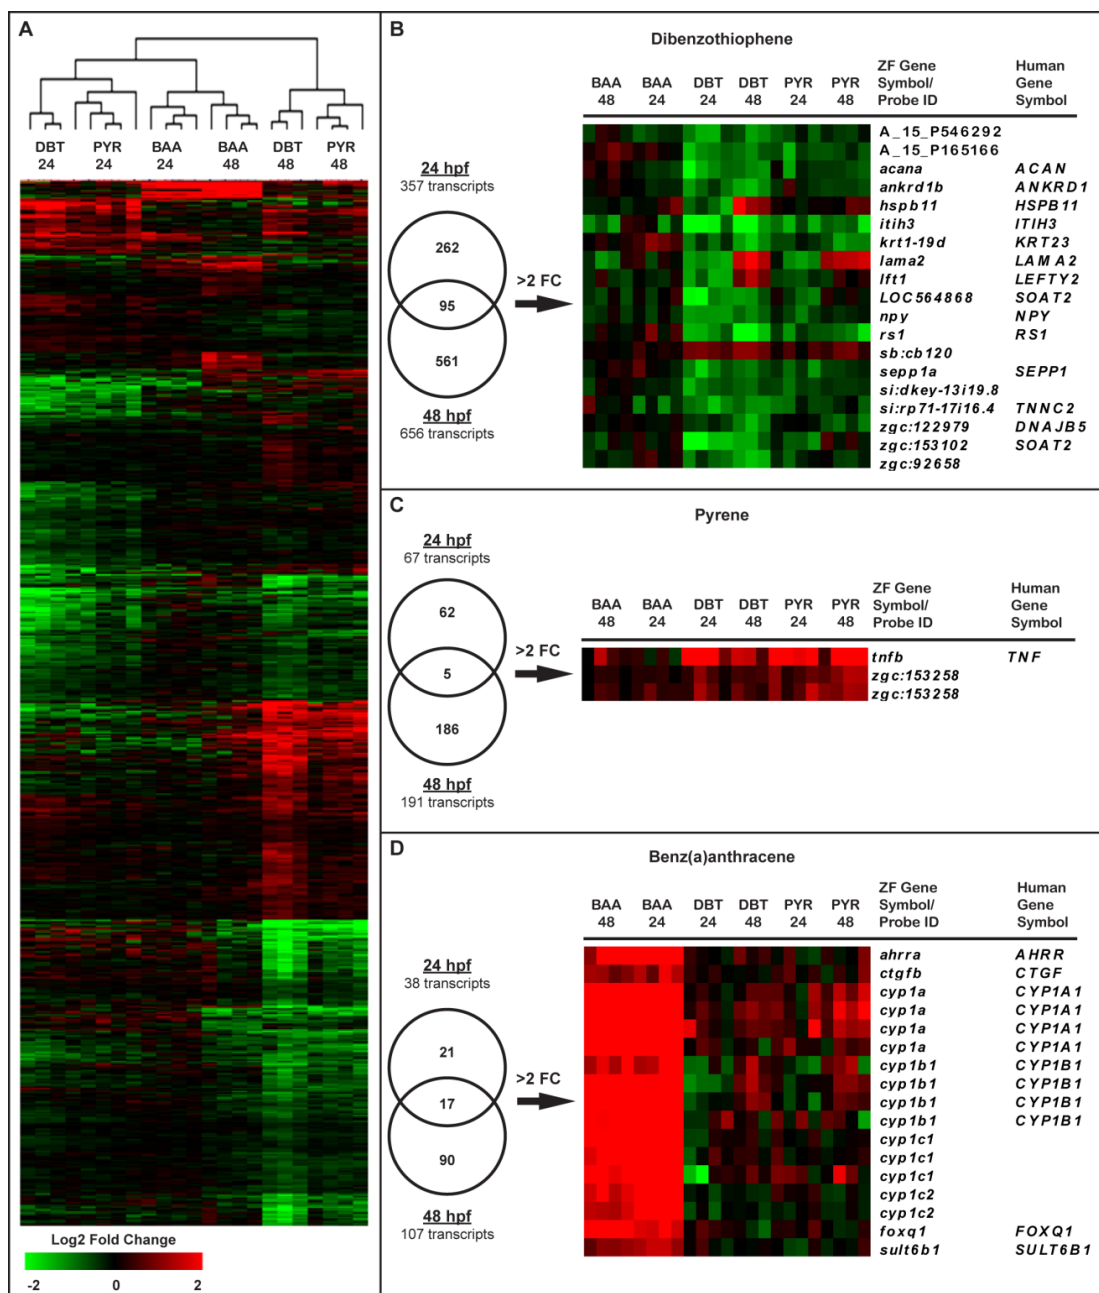 A
DBT PYR BAA BAA DBT PYR
24 24 24 48 48 48
Log2 Fold Change
-2 0 2
B
Dibenzothiophene
24 hpf
357 transcripts
262
95
561
48 hpf
656 transcripts
>2 FC
BAA BAA DBT DBT PYR PYR
48 24 24 48 24 48
ZF Gene
Symbol/
Probe ID
Human
Gene
Symbol
A_15_P546292
A_15_P165166
acana ACAN
ankrd1b ANKRD1
hspb11 HSPB11
itih3 ITIH3
krt1-19d KRT23
lama2 LAMA2
lft1 LEFTY2
LOC564868 SOAT2
npy NPY
rs1 RS1
sb:cb120
sepp1a SEPP1
si:dkey-13i19.8
si:rp71-17i16.4 TNNC2
zgc:122979 DNAJB5
zgc:153102 SOAT2
zgc:92658
C
Pyrene
24 hpf
67 transcripts
62
5
186
48 hpf
191 transcripts
>2 FC
BAA BAA DBT DBT PYR PYR
48 24 24 48 24 48
ZF Gene
Symbol/
Probe ID
Human
Gene
Symbol
tnfb TNF
zgc:153258
zgc:153258
D
Benz(a)anthracene
24 hpf
38 transcripts
21
17
90
48 hpf
107 transcripts
>2 FC
BAA BAA DBT DBT PYR PYR
48 24 24 48 24 48
ZF Gene
Symbol/
Probe ID
Human
Gene
Symbol
ahrra AHRR
ctgfb CTGF
cyp1a CYP1A1
cyp1a CYP1A1
cyp1a CYP1A1
cyp1a CYP1A1
cyp1b1 CYP1B1
cyp1b1 CYP1B1
cyp1b1 CYP1B1
cyp1b1 CYP1B1
cyp1c1
cyp1c1
cyp1c1
cyp1c2
cyp1c2
foxq1 FOXQ1
sult6b1 SULT6B1